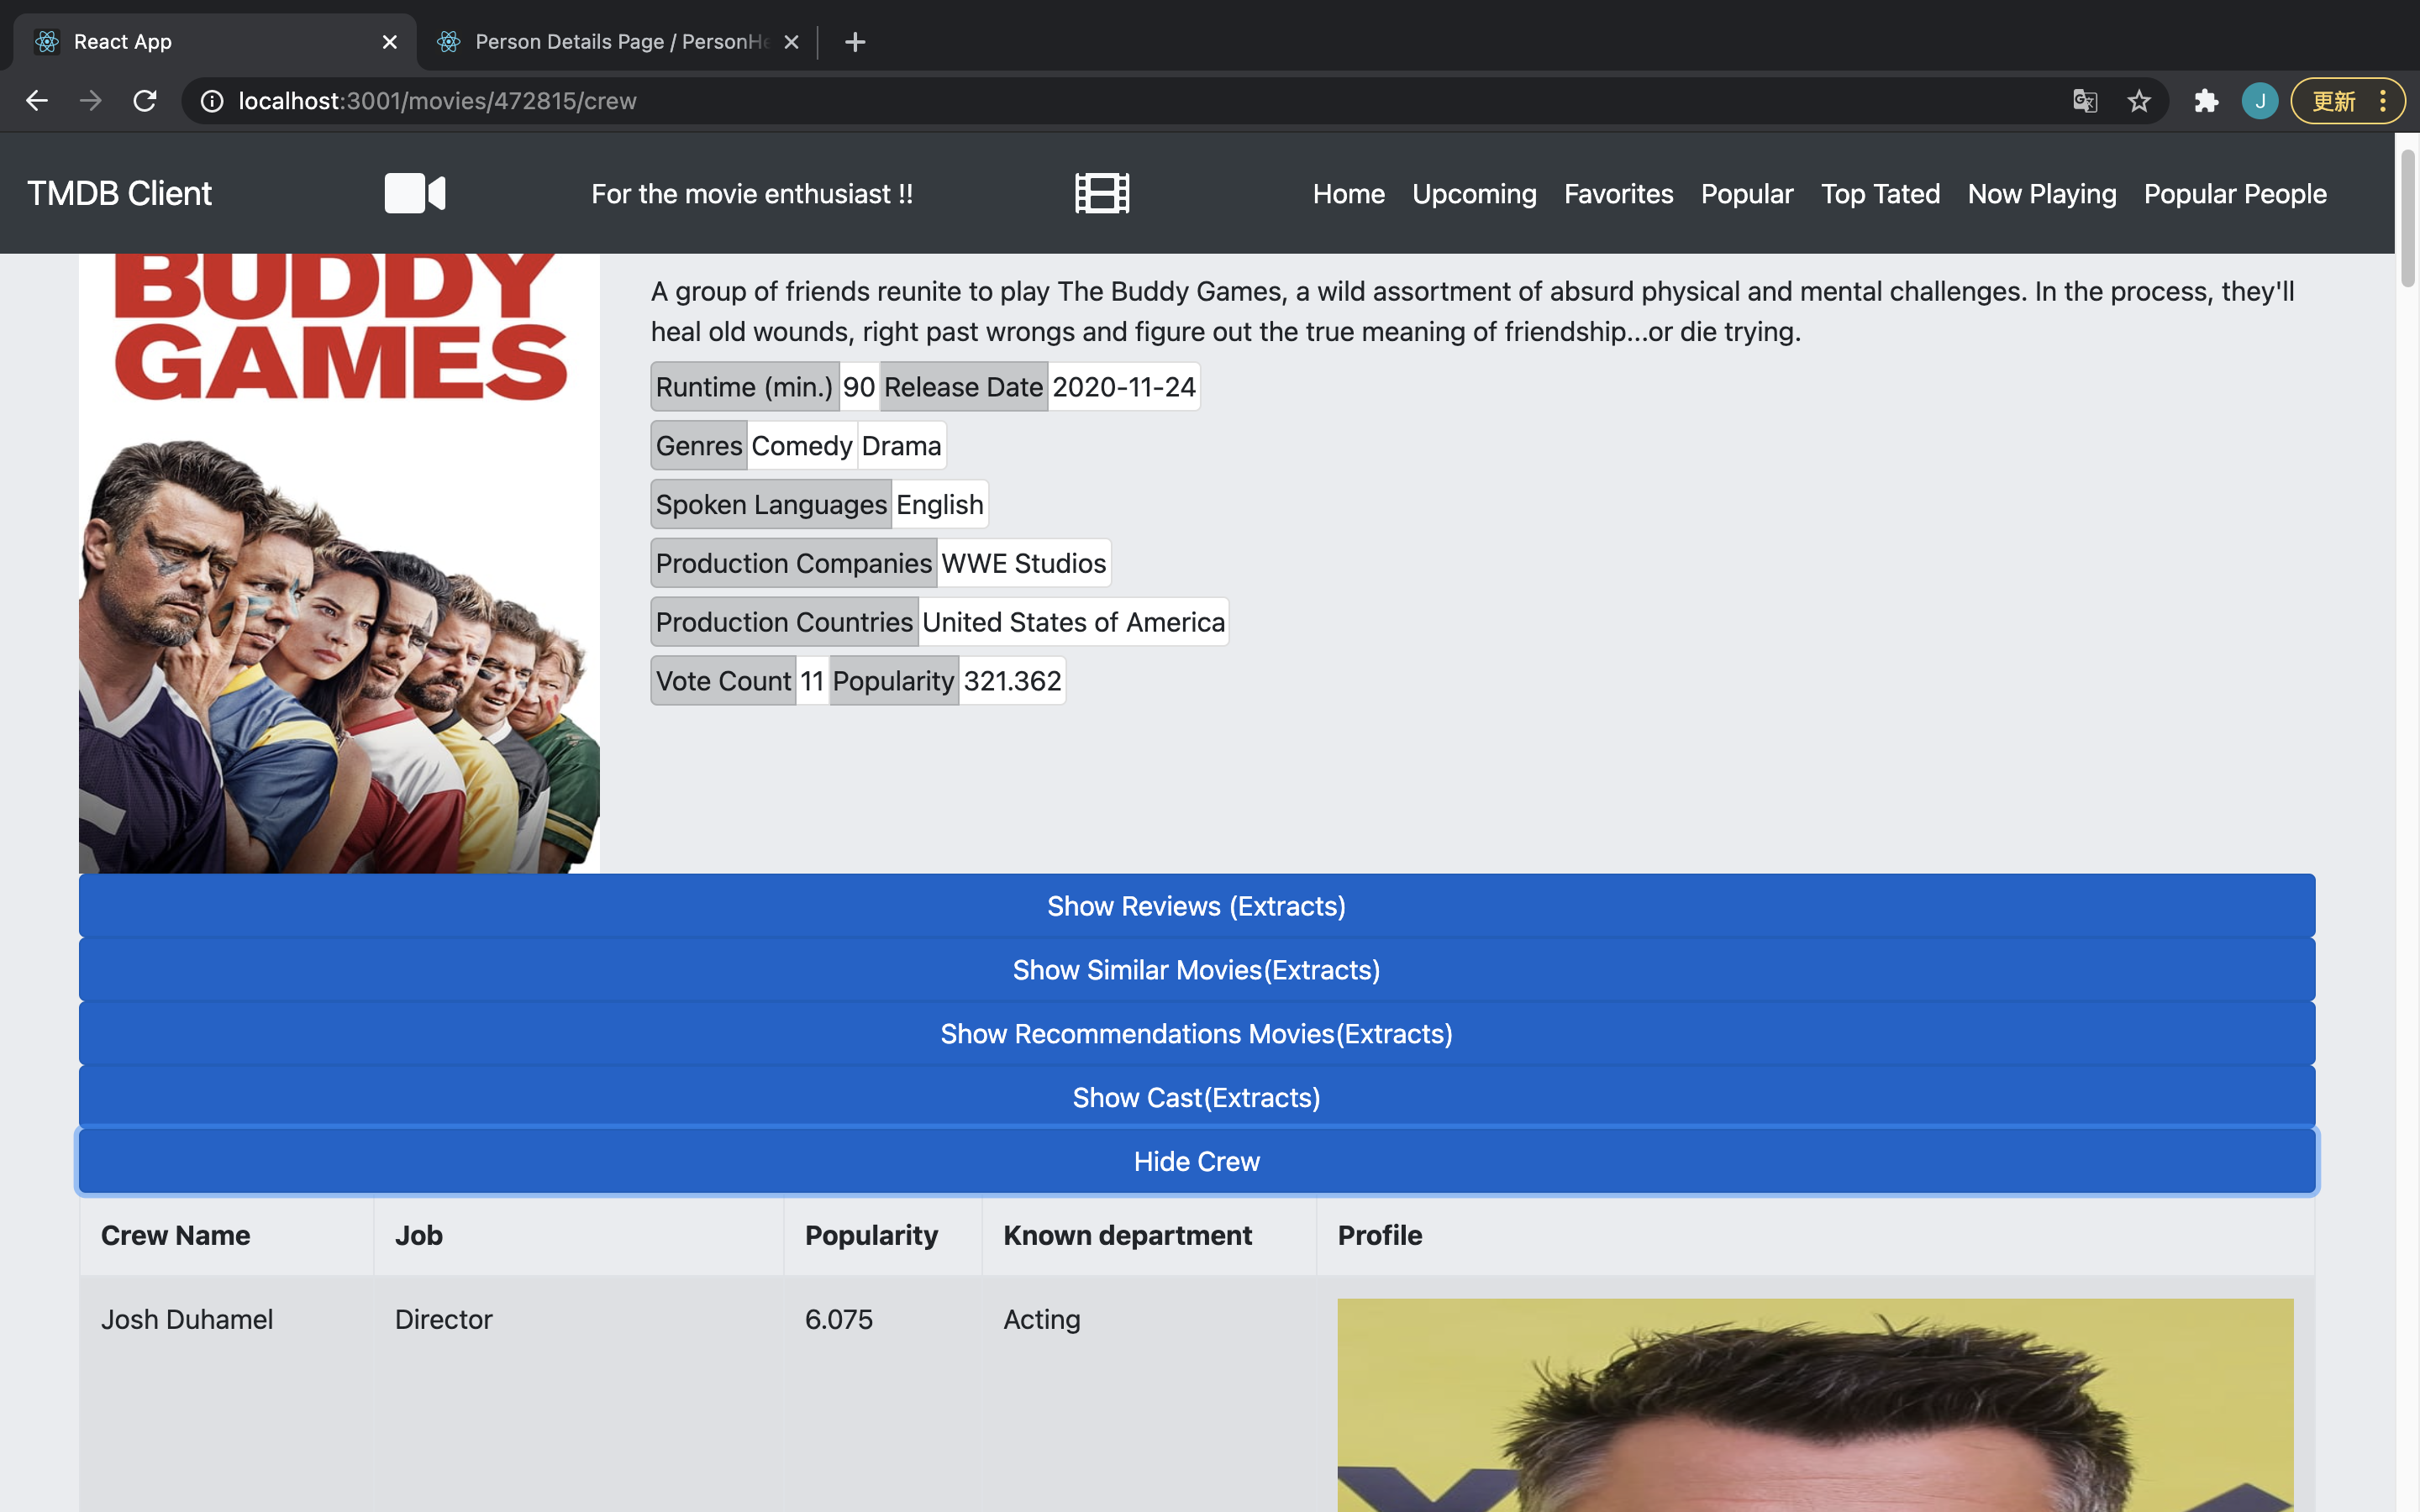 React App
Person Details Page / PersonHe
localhost:3001/movies/472815/crew
J
更新
TMDB Client
For the movie enthusiast !!
Home Upcoming Favorites Popular Top Tated Now Playing Popular People
BUDDY
GAMES
A group of friends reunite to play The Buddy Games, a wild assortment of absurd physical and mental challenges. In the process, they'll
heal old wounds, right past wrongs and figure out the true meaning of friendship...or die trying.
Runtime (min.) 90 Release Date 2020-11-24
Genres Comedy Drama
Spoken Languages English
Production Companies WWE Studios
Production Countries United States of America
Vote Count 11 Popularity 321.362
Show Reviews (Extracts)
Show Similar Movies(Extracts)
Show Recommendations Movies(Extracts)
Show Cast(Extracts)
Hide Crew
Crew Name Job Popularity Known department Profile
Josh Duhamel Director 6.075 Acting